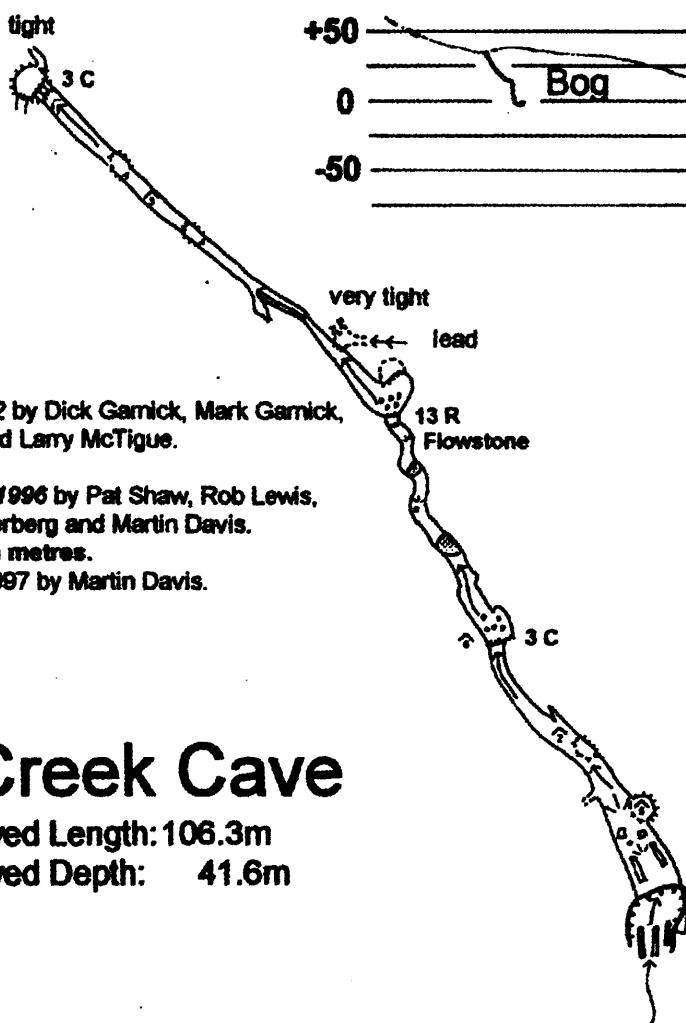 tight
3 C
+50
Bog
0
-50
very tight
lead
2 by Dick Garnick, Mark Garnick,
d Larry McTigue.
13 R
Flowstone
1996 by Pat Shaw, Rob Lewis,
erberg and Martin Davis.
metres.
997 by Martin Davis.
3 C
Creek Cave
ved Length: 106.3m
ved Depth: 41.6m